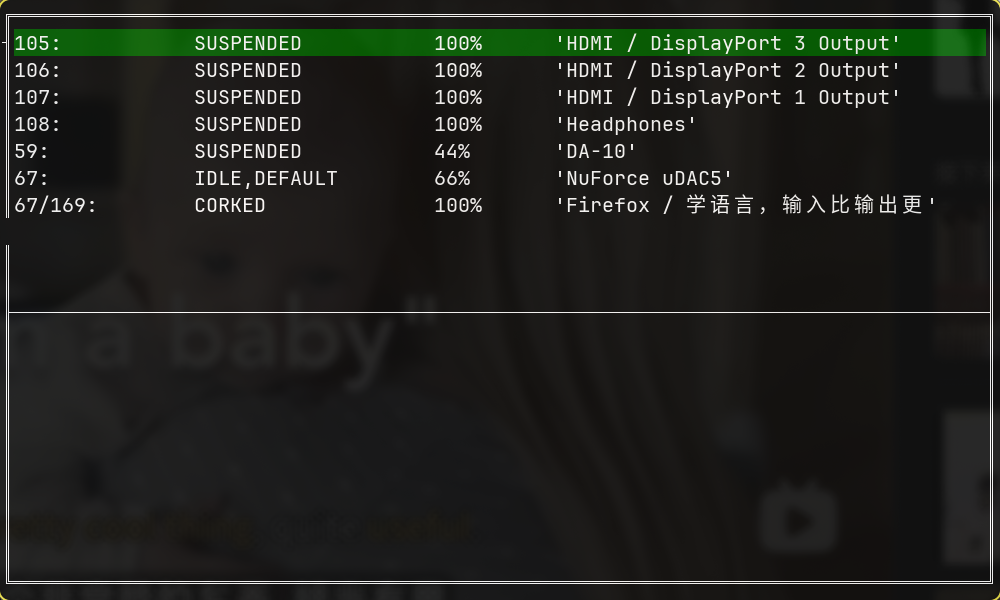 105: SUSPENDED 100% 'HDMI / DisplayPort 3 Output'
106: SUSPENDED 100% 'HDMI / DisplayPort 2 Output'
107: SUSPENDED 100% 'HDMI / DisplayPort 1 Output'
108: SUSPENDED 100% 'Headphones'
59: SUSPENDED 44% 'DA-10'
67: IDLE,DEFAULT 66% 'NuForce uDAC5'
67/169: CORKED 100% 'Firefox / 学语言，输入比输出更'
a baby"